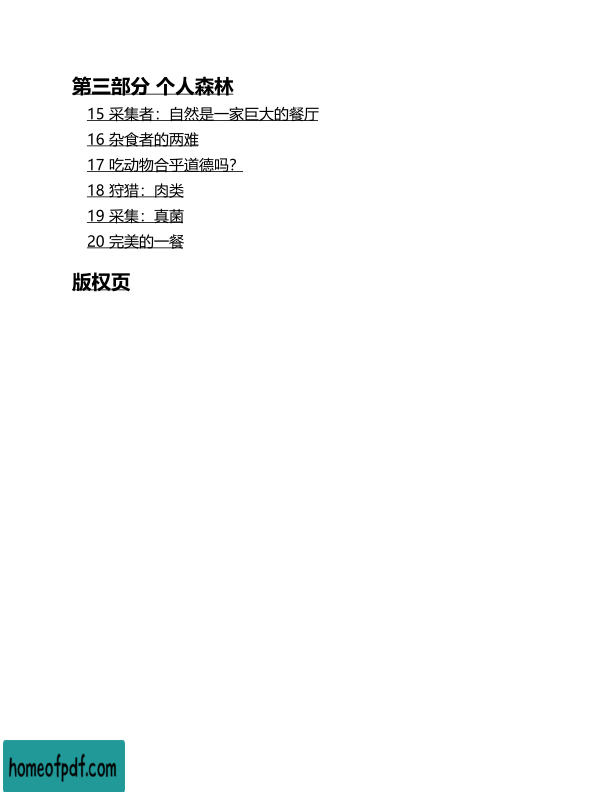 第三部分 个人森林
15 采集者：自然是一家巨大的餐厅
16 杂食者的两难
17 吃动物合乎道德吗？
18 狩猎：肉类
19 采集：真菌
20 完美的一餐
版权页
homeofpdf.com